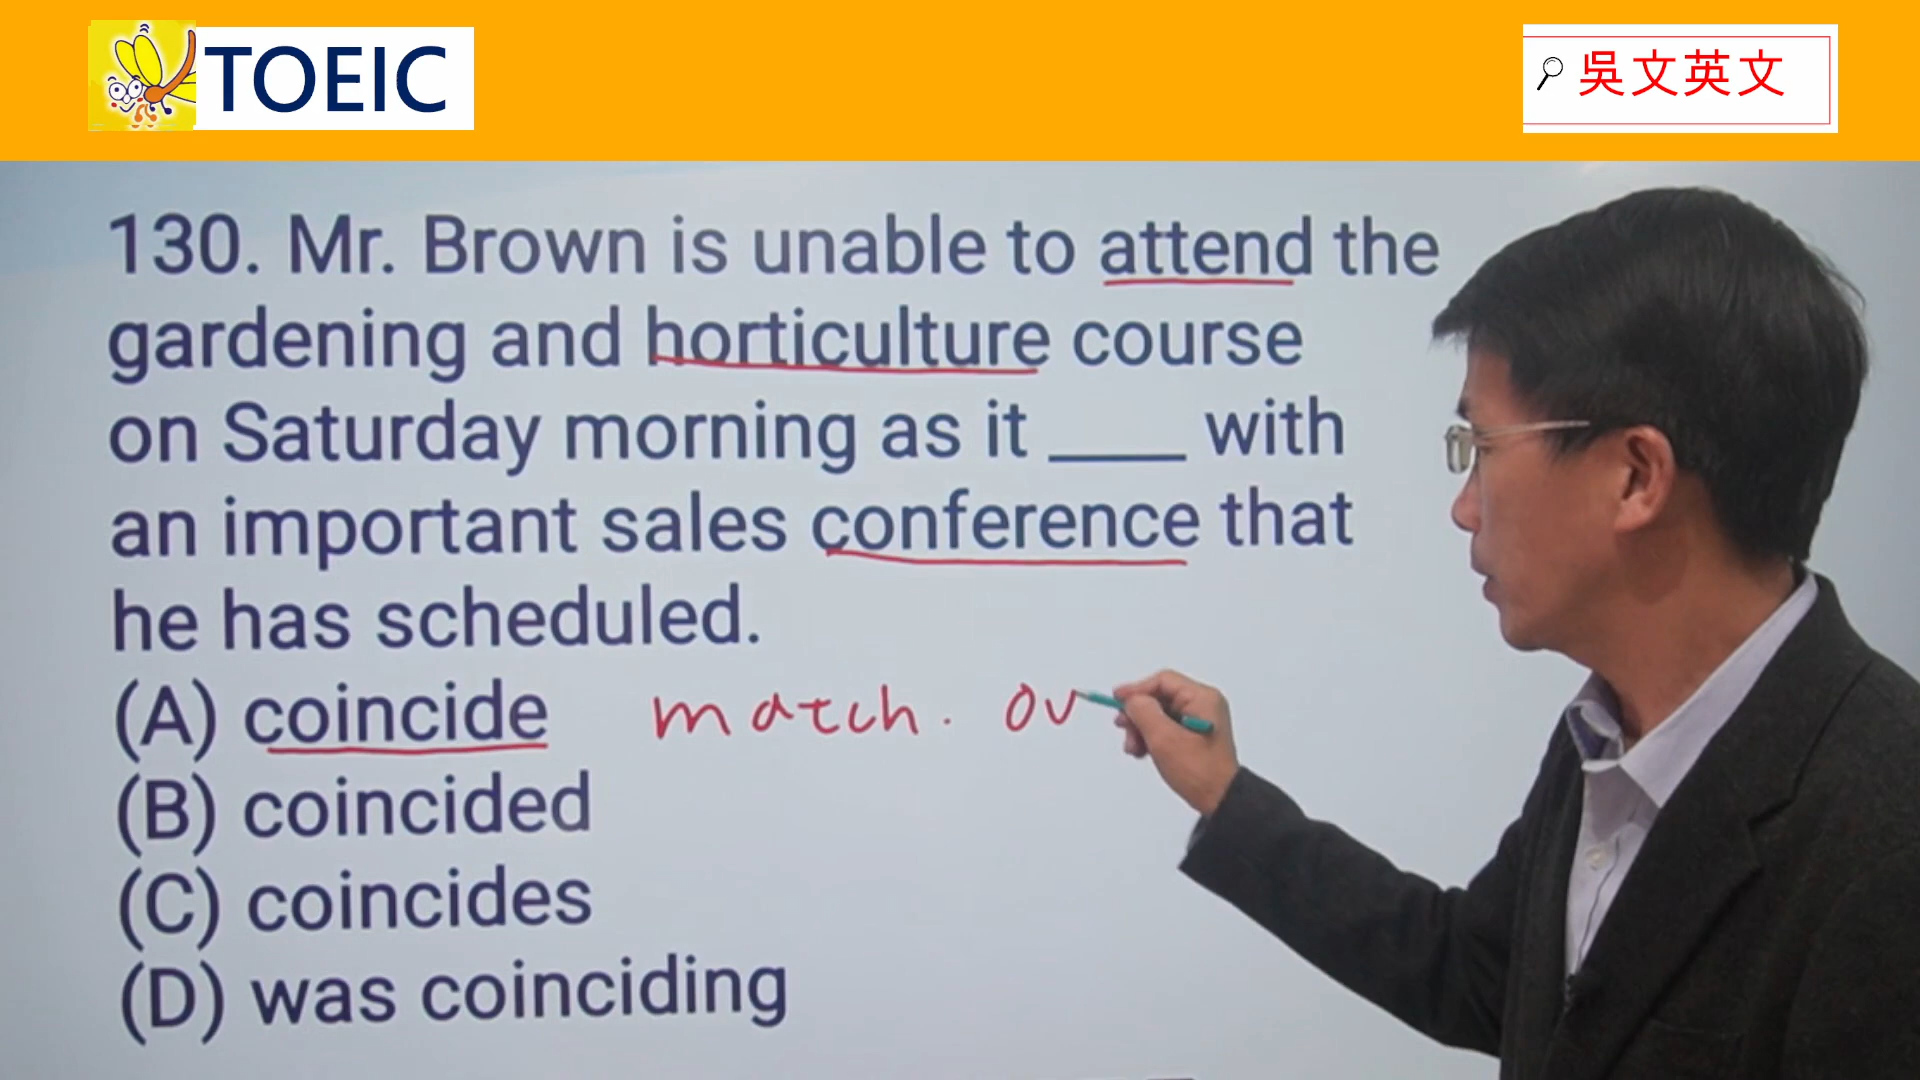 TOEIC
吳文英文
130. Mr. Brown is unable to attend the
gardening and horticulture course
on Saturday morning as it ____ with
an important sales conference that
he has scheduled.
(A) coincide match. ov
(B) coincided
(C) coincides
(D) was coinciding